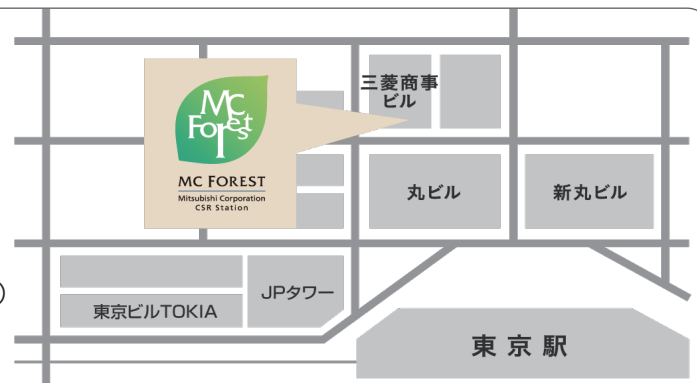 三菱商事
ビル
MC
Forest
MC FOREST
Mitsubishi Corporation
CSR Station
丸ビル
新丸ビル
JPタワー
東京ビルTOKIA
東京駅
)